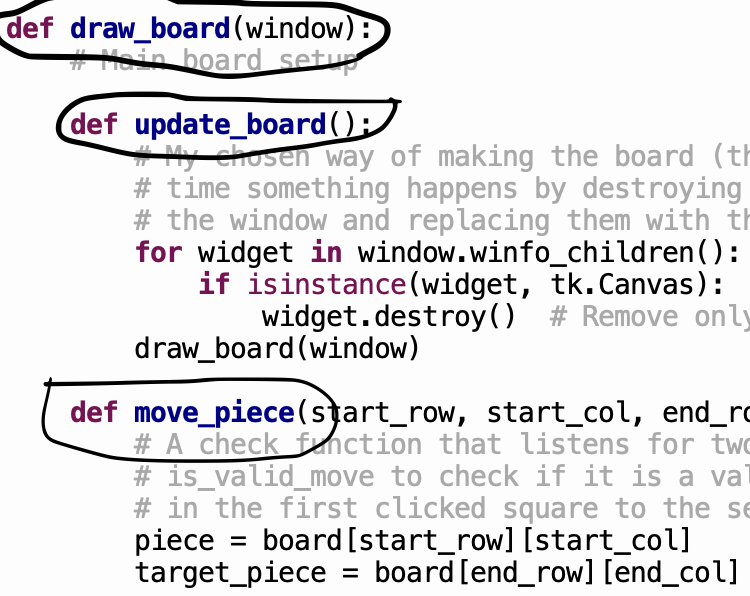 def draw_board(window):
# Main board setup
def update_board():
# My chosen way of making the board (th
# time something happens by destroying
# the window and replacing them with th
for widget in window.winfo_children():
if isinstance(widget, tk.Canvas):
widget.destroy()  # Remove only
draw_board(window)
def move_piece(start_row, start_col, end_ro
# A check function that listens for two
# is_valid_move to check if it is a val
# in the first clicked square to the se
piece = board[start_row][start_col]
target_piece = board[end_row][end_col]